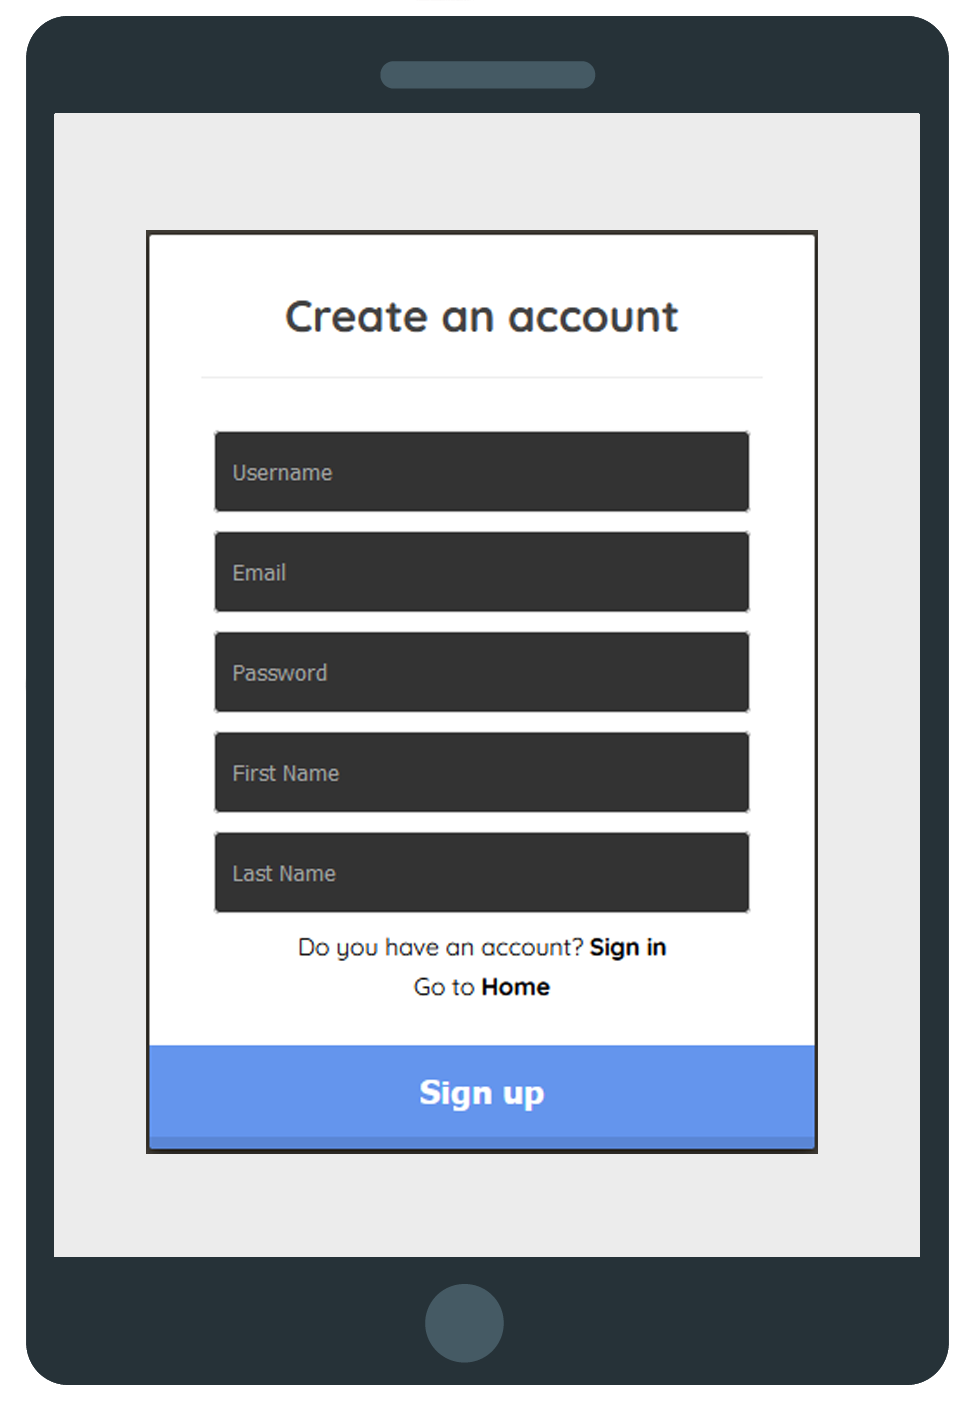 Create an account
Username
Email
Password
First Name
Last Name
Do you have an account? Sign in
Go to Home
Sign up